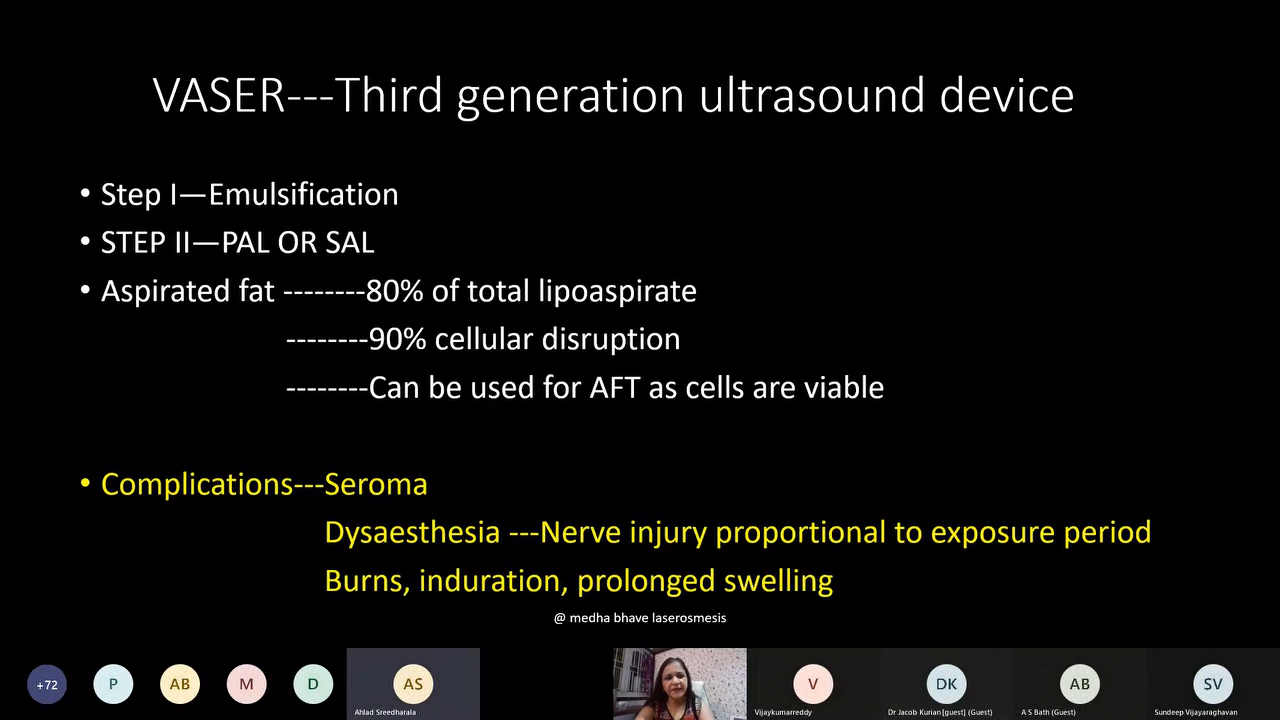 VASER---Third generation ultrasound device
• Step I—Emulsification
• STEP II—PAL OR SAL
• Aspirated fat --------80% of total lipoaspirate
--------90% cellular disruption
--------Can be used for AFT as cells are viable
• Complications---Seroma
Dysaesthesia ---Nerve injury proportional to exposure period
Burns, induration, prolonged swelling
@ medha bhave laserosmesis
+72 P AB M D AS V DK AB SV
Ahlad Sreedharala Vijaykumarreddy Dr Jacob Kurian[guest] (Guest) A S Bath (Guest) Sundeep Vijayaraghavan